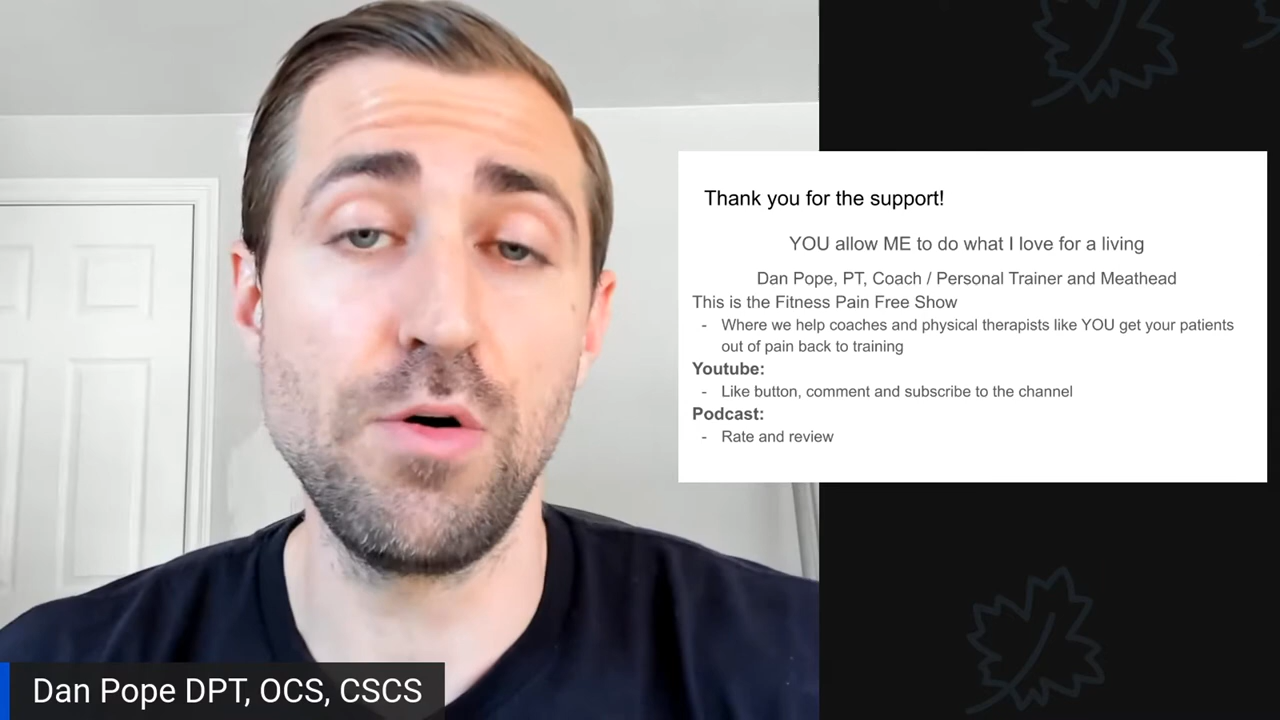 Thank you for the support!
YOU allow ME to do what I love for a living
Dan Pope, PT, Coach / Personal Trainer and Meathead
This is the Fitness Pain Free Show
- Where we help coaches and physical therapists like YOU get your patients
out of pain back to training
Youtube:
- Like button, comment and subscribe to the channel
Podcast:
- Rate and review
Dan Pope DPT, OCS, CSCS